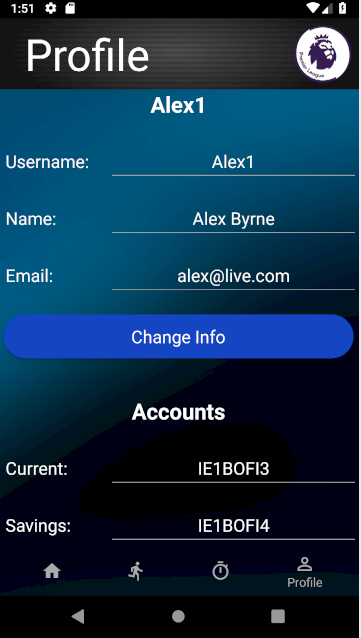 1:51
Profile
Premier League
Alex1
Username: Alex1
Name: Alex Byrne
Email: alex@live.com
Change Info
Accounts
Current: IE1BOFI3
Savings: IE1BOFI4
Profile